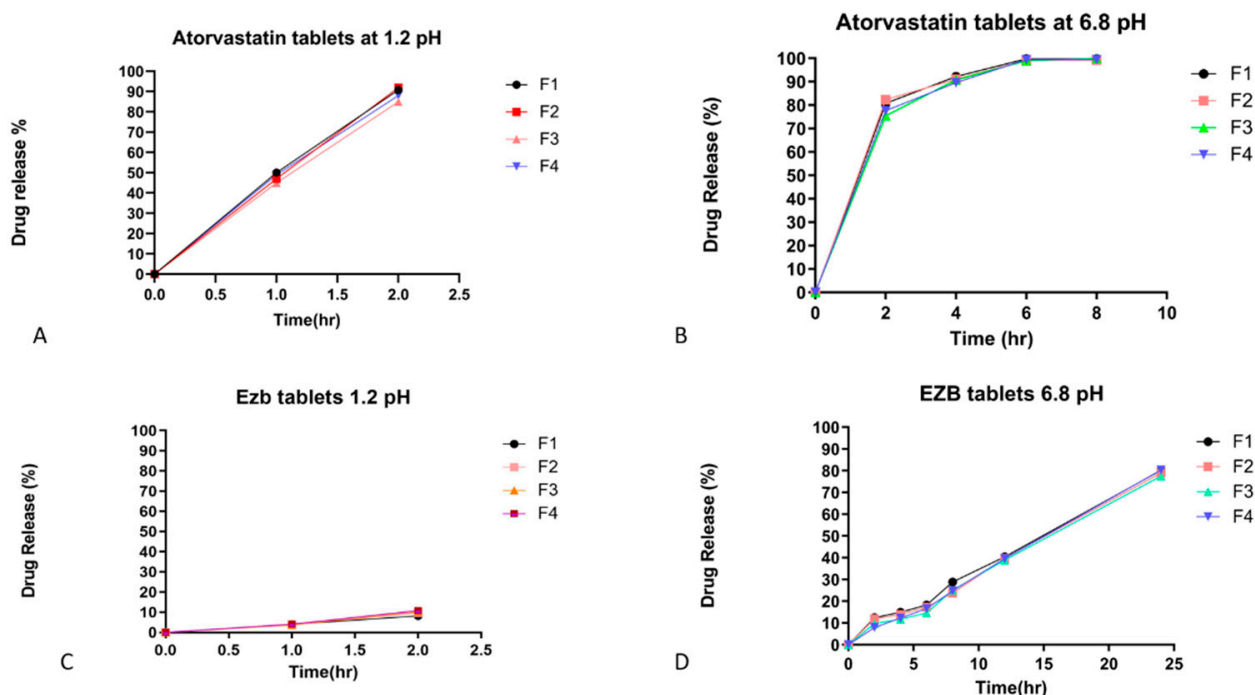 Atorvastatin tablets at 1.2 pH
Drug release %
100
90
80
70
60
50
40
30
20
10
0
0.0 0.5 1.0 1.5 2.0 2.5
Time(hr)
F1
F2
F3
F4
A
Atorvastatin tablets at 6.8 pH
Drug Release (%)
100
90
80
70
60
50
40
30
20
10
0
0 2 4 6 8 10
Time (hr)
F1
F2
F3
F4
B
Ezb tablets 1.2 pH
Drug Release (%)
100
90
80
70
60
50
40
30
20
10
0
0.0 0.5 1.0 1.5 2.0 2.5
Time(hr)
F1
F2
F3
F4
C
EZB tablets 6.8 pH
Drug Release (%)
100
90
80
70
60
50
40
30
20
10
0
0 5 10 15 20 25
Time(hr)
F1
F2
F3
F4
D